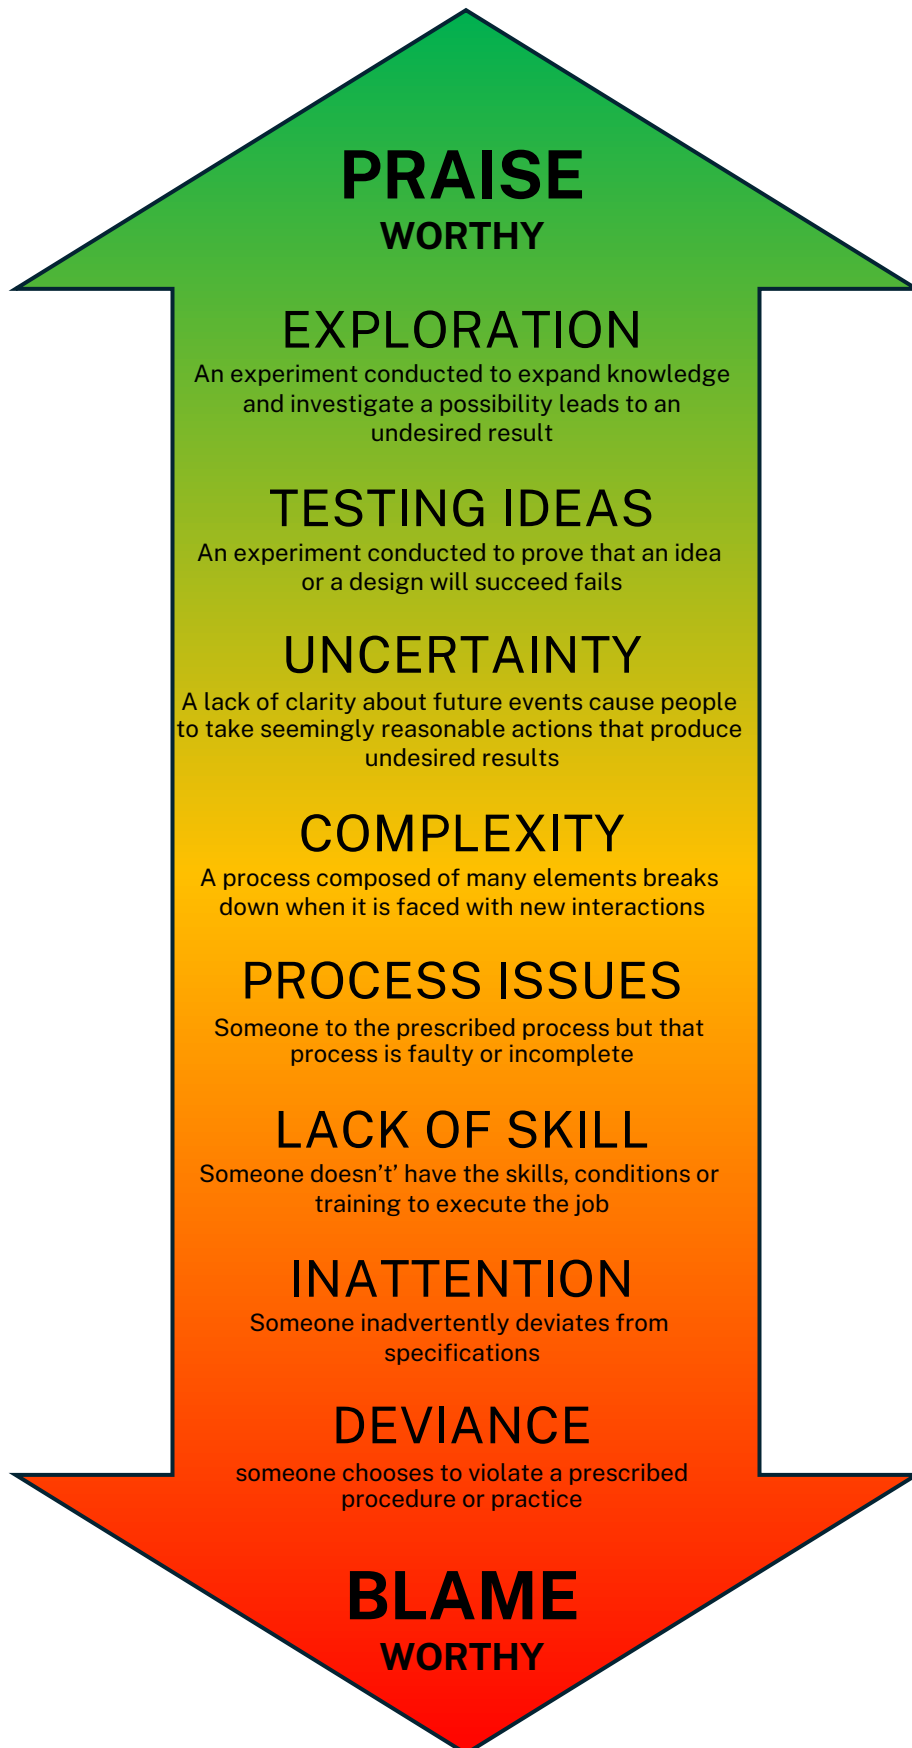 PRAISE
WORTHY
EXPLORATION
An experiment conducted to expand knowledge
and investigate a possibility leads to an
undesired result
TESTING IDEAS
An experiment conducted to prove that an idea
or a design will succeed fails
UNCERTAINTY
A lack of clarity about future events cause people
to take seemingly reasonable actions that produce
undesired results
COMPLEXITY
A process composed of many elements breaks
down when it is faced with new interactions
PROCESS ISSUES
Someone to the prescribed process but that
process is faulty or incomplete
LACK OF SKILL
Someone doesn’t’ have the skills, conditions or
training to execute the job
INATTENTION
Someone inadvertently deviates from
specifications
DEVIANCE
someone chooses to violate a prescribed
procedure or practice
BLAME
WORTHY